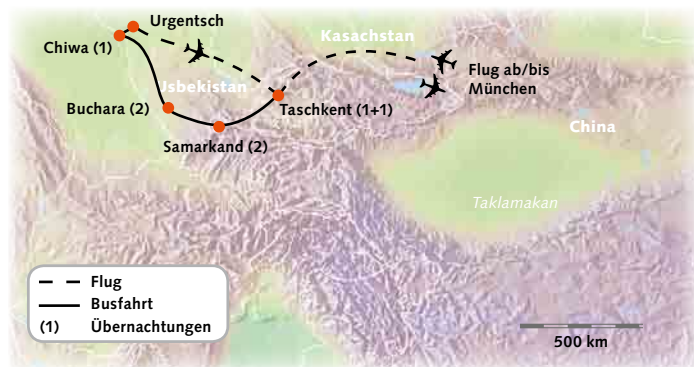 Urgentsch
Chiwa (1)
Kasachstan
Flug ab/bis
München
Usbekistan
Buchara (2)
Taschkent (1+1)
China
Samarkand (2)
Taklamakan
Flug
Busfahrt
(1) Übernachtungen
500 km